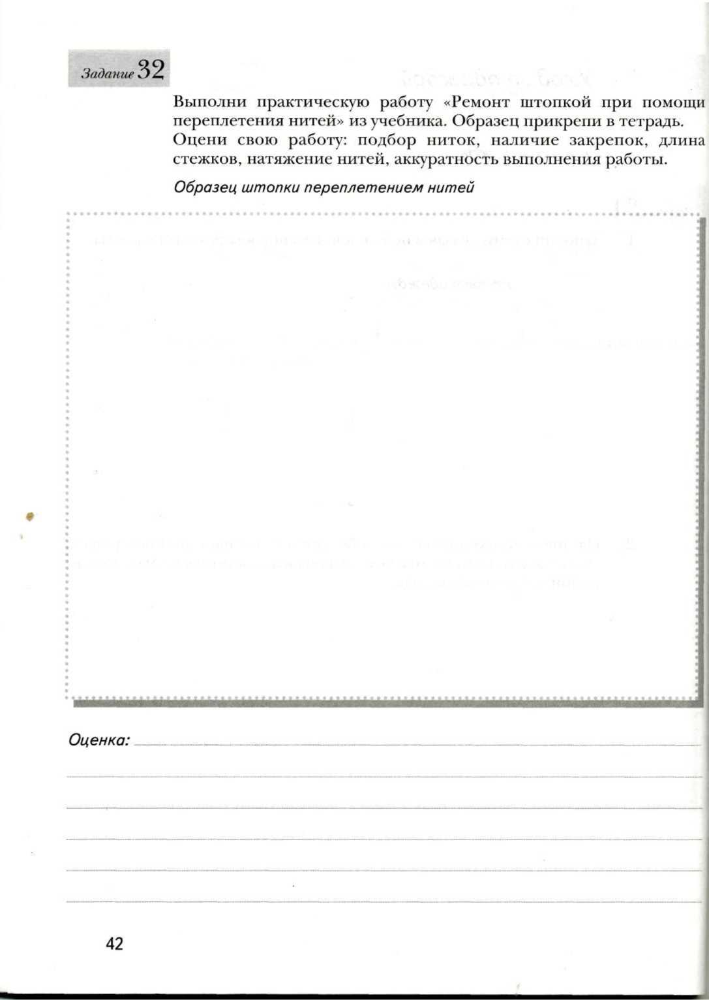 Задание 32
Выполни практическую работу «Ремонт штопкой при помощи
переплетения нитей» из учебника. Образец прикрепи в тетрадь.
Оцени свою работу: подбор ниток, наличие закрепок, длина
стежков, натяжение нитей, аккуратность выполнения работы.
Образец штопки переплетением нитей
Оценка:
42